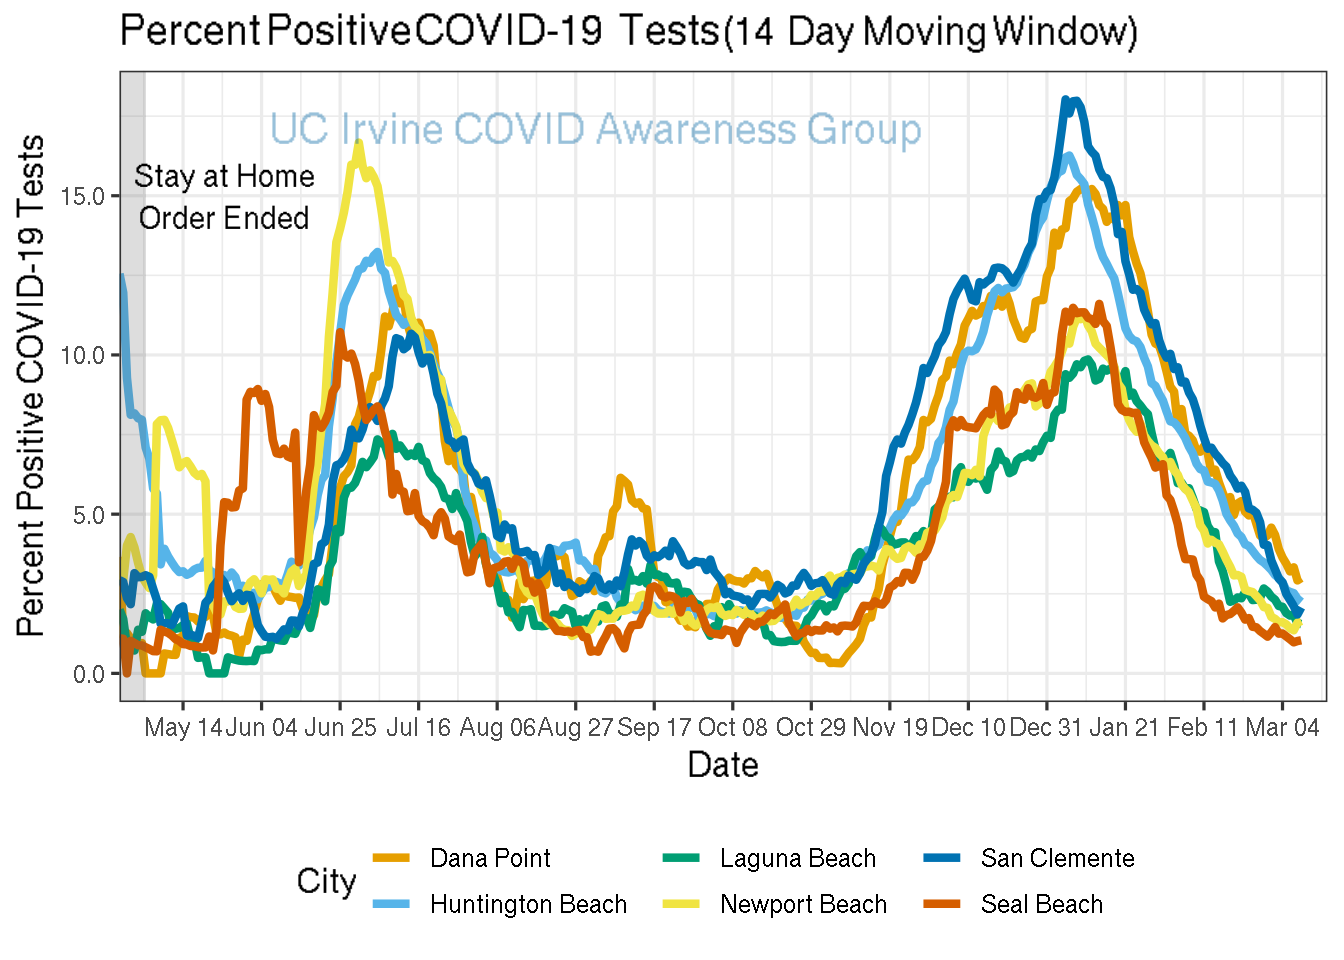 Percent Positive COVID-19 Tests(14 Day Moving Window)
UC Irvine COVID Awareness Group
Stay at Home
Order Ended
Percent Positive COVID-19 Tests
15.0
10.0
5.0
0.0
May 14 Jun 04 Jun 25 Jul 16 Aug 06 Aug 27 Sep 17 Oct 08 Oct 29 Nov 19 Dec 10 Dec 31 Jan 21 Feb 11 Mar 04
Date
City
Dana Point Laguna Beach San Clemente
Huntington Beach Newport Beach Seal Beach